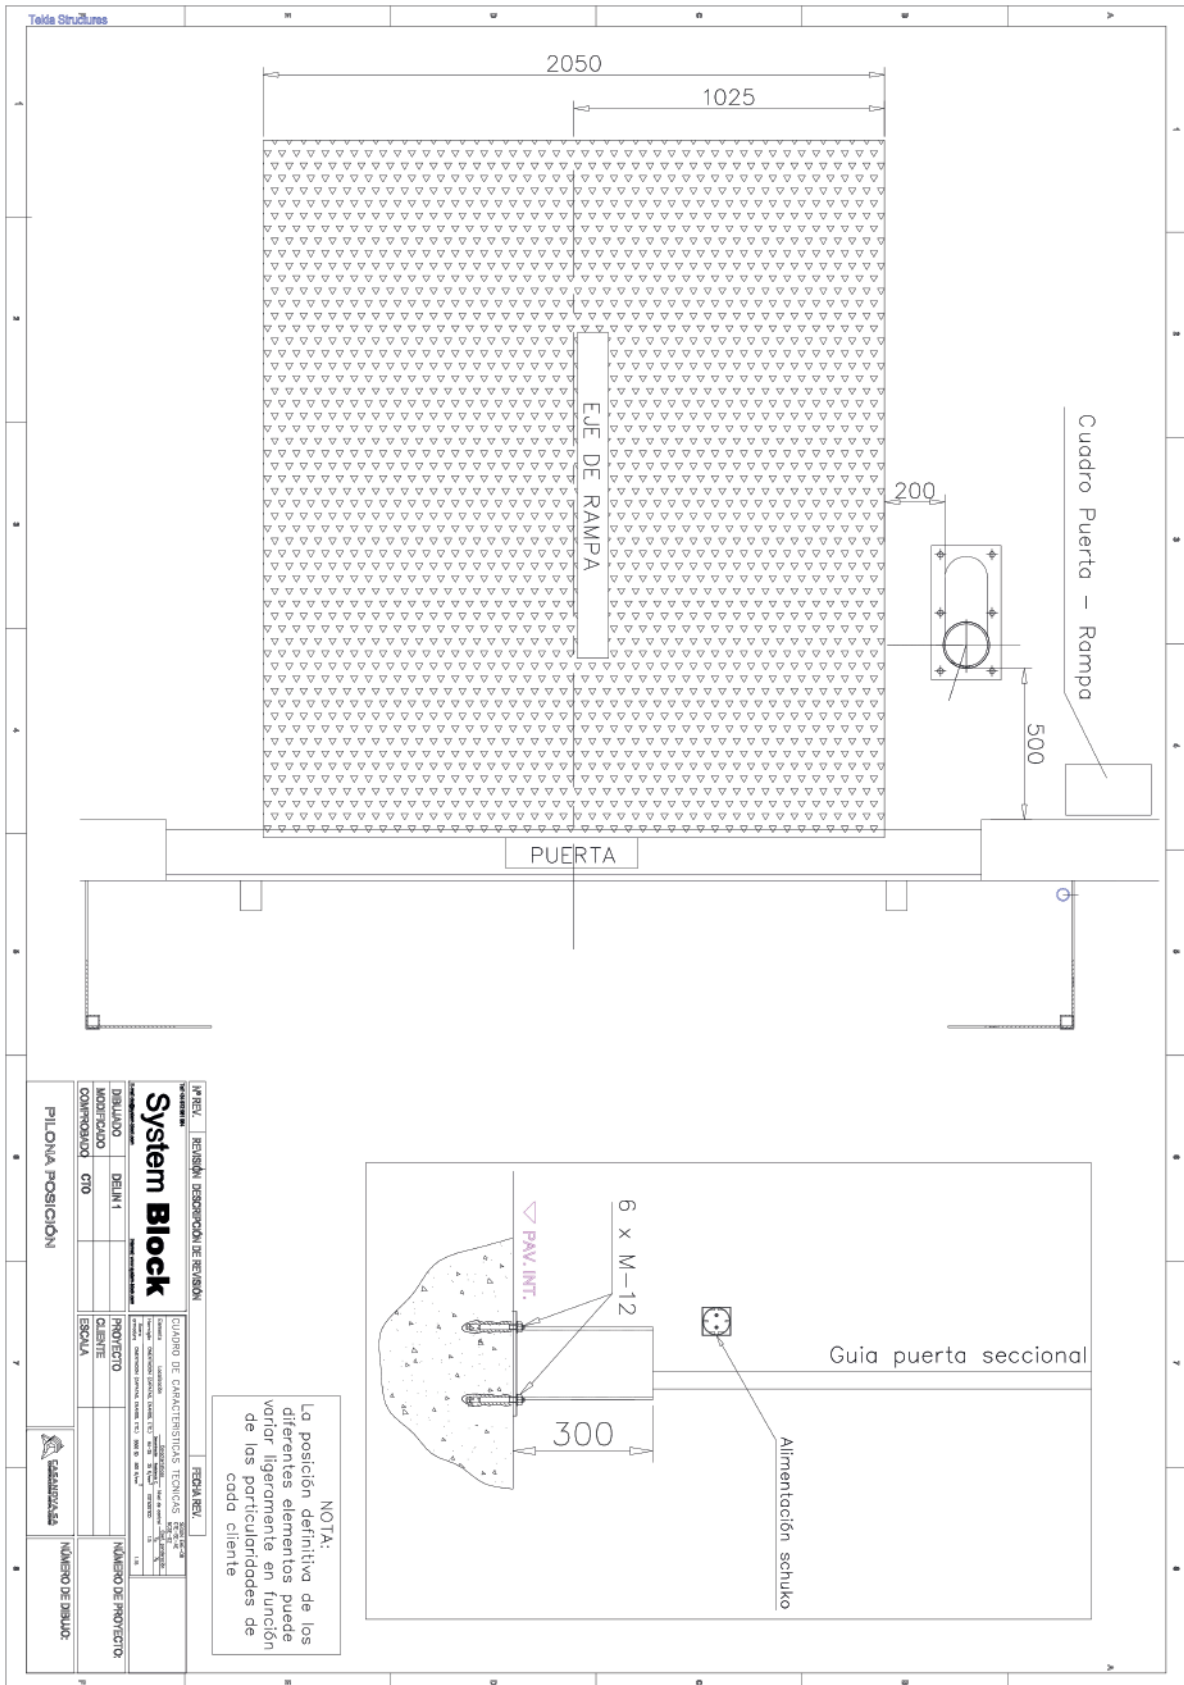 Tekla Structures
2050
1025
EJE DE RAMPA
200
500
Cuadro Puerta - Rampa
PUERTA
6 x M-12
PAV. INT.
300
Guia puerta seccional
Alimentación schuko
NOTA:
La posición definitiva de los
diferentes elementos puede
variar ligeramente en función
de las particularidades de
cada cliente
Nº REV. REVISIÓN DESCRIPCIÓN DE REVISIÓN FECHA REV.
System Block
CUADRO DE CARACTERISTICAS TECNICAS
DIBUJADO DELIN 1
MODIFICADO
COMPROBADO CTO
PROYECTO
CLIENTE
ESCALA
NÚMERO DE PROYECTO:
PILONA POSICIÓN
CASANOVA S.A.
NÚMERO DE DIBUJO: